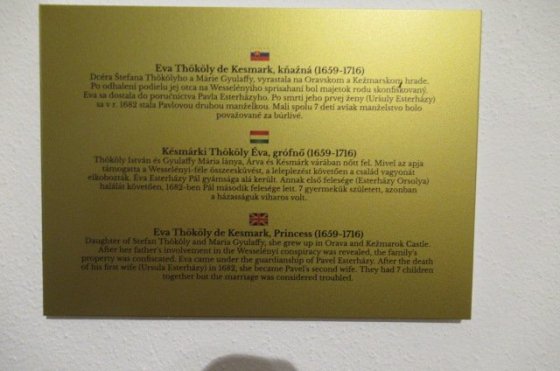 Eva Thököly de Kesmark, kňažná (1659-1716)
Dcéra Štefana Thökölyho a Márie Gyulaffy, vyrastala na Oravskom a Kežmarskom hrade.
Po odhalení podielu jej otca na Wesselényiho sprisahaní bol majetok rodu skonfiškovaný.
Eva sa dostala do poručníctva Pavla Esterházyho. Po smrti jeho prvej ženy (Uršuly Esterházy)
sa v r. 1682 stala Pavlovou druhou manželkou. Mali spolu 7 detí avšak manželstvo bolo
považované za búrlivé.
Késmárki Thököly Éva, grófnő (1659-1716)
Thököly István és Gyulaffy Mária lánya, Árva és Késmárk várában nőtt fel. Mivel az apja
támogatta a Wesselényi-féle összeesküvést, a leleplezést követően a család vagyonát
elkobozták. Éva Esterházy Pál gyámsága alá került. Annak első felesége (Esterházy Orsolya)
halálát követően, 1682-ben Pál második felesége lett. 7 gyermekük született, azonban
a házasságuk viharos volt.
Eva Thököly de Kesmark, Princess (1659-1716)
Daughter of Stefan Thököly and Maria Gyulaffy, she grew up in Orava and Kežmarok Castle.
After her father's involvement in the Wesselényi conspiracy was revealed, the family's
property was confiscated. Eva came under the guardianship of Pavel Esterházy. After the death
of his first wife (Ursula Esterházy) in 1682, she became Pavel's second wife. They had 7 children
together but the marriage was considered troubled.